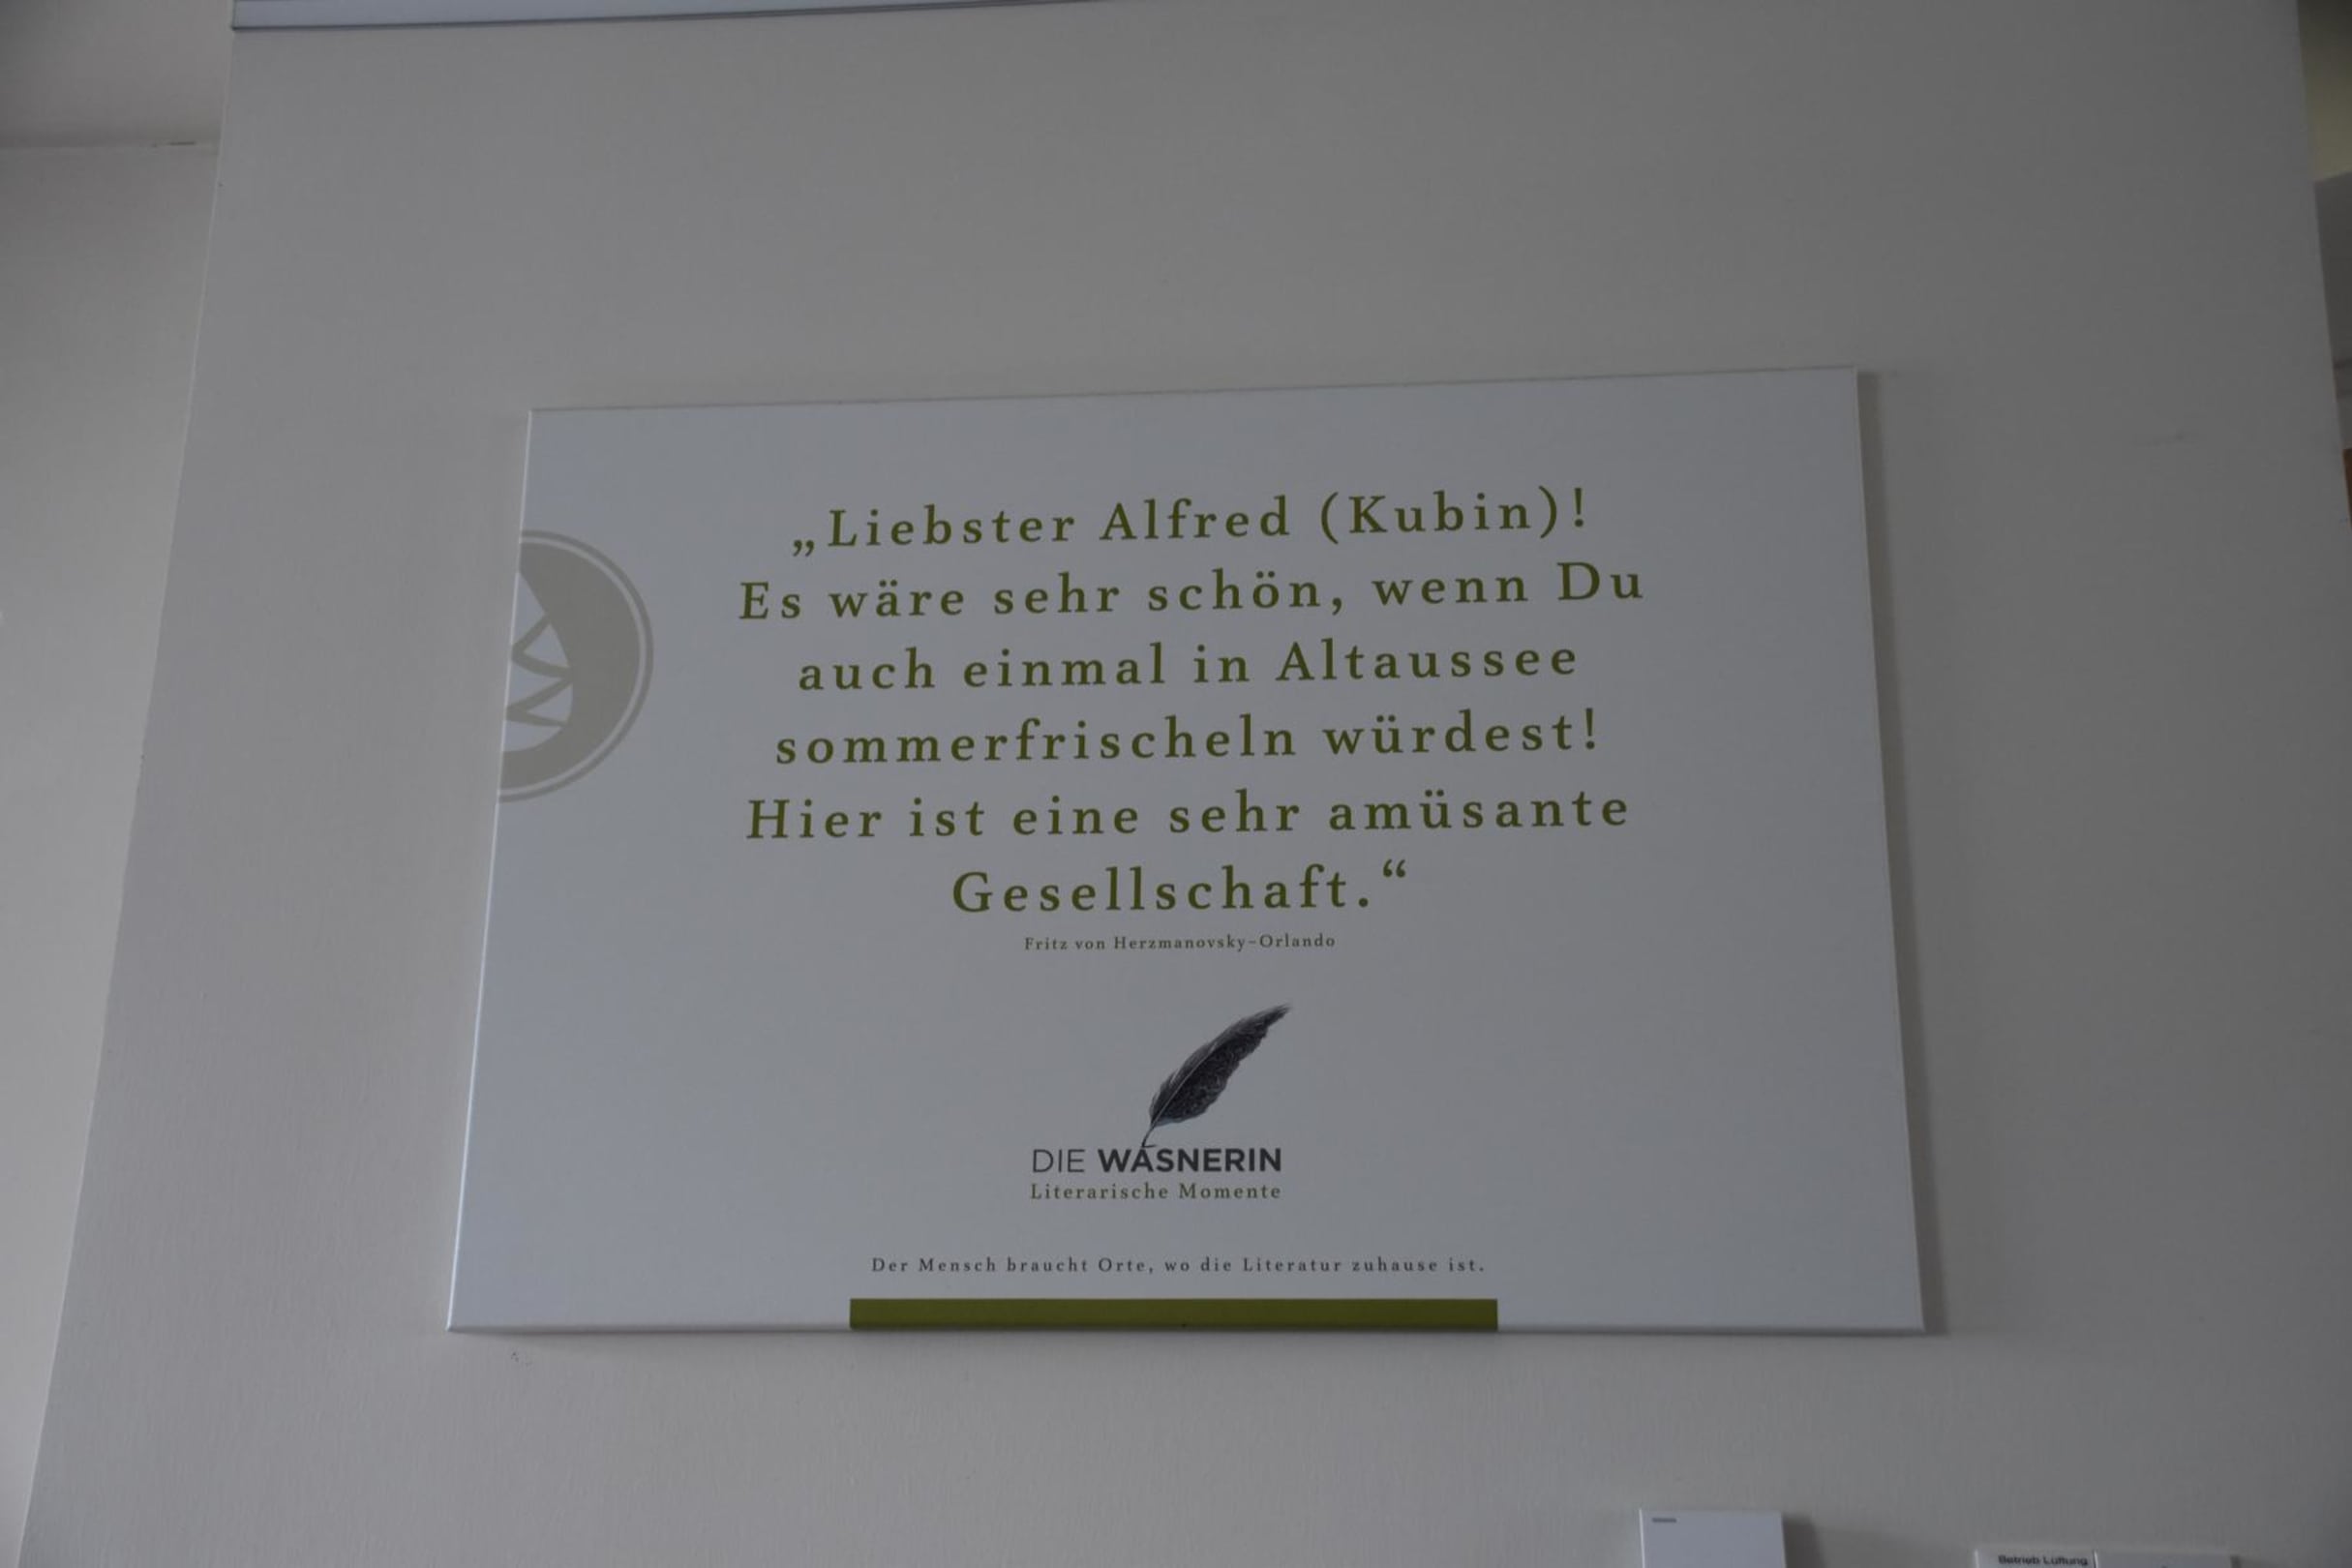 „Liebster Alfred (Kubin)!
Es wäre sehr schön, wenn Du
auch einmal in Altaussee
sommerfrischeln würdest!
Hier ist eine sehr amüsante
Gesellschaft.“
Fritz von Herzmanovsky-Orlando
DIE WASNERIN
Literarische Momente
Der Mensch braucht Orte, wo die Literatur zuhause ist.
Betrieb Lüftung